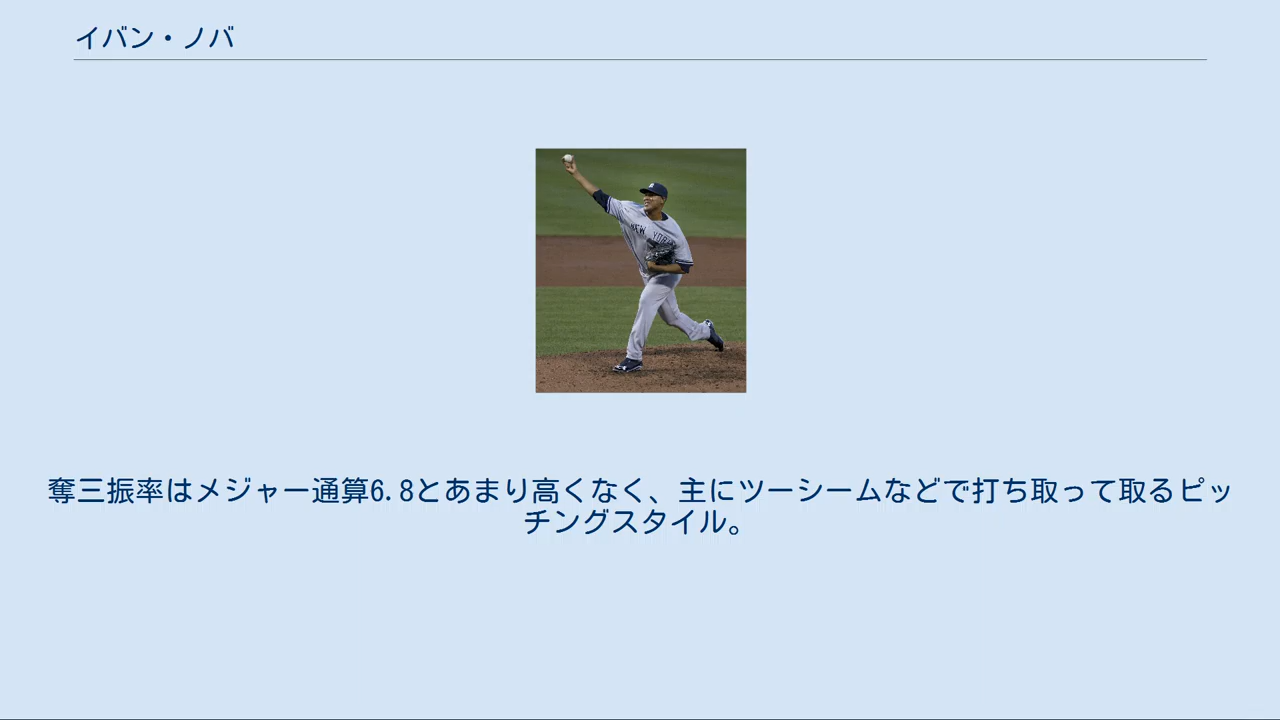 イバン・ノバ
NEW YORK
奪三振率はメジャー通算6.8とあまり高くなく、主にツーシームなどで打ち取って取るピッ
チングスタイル。